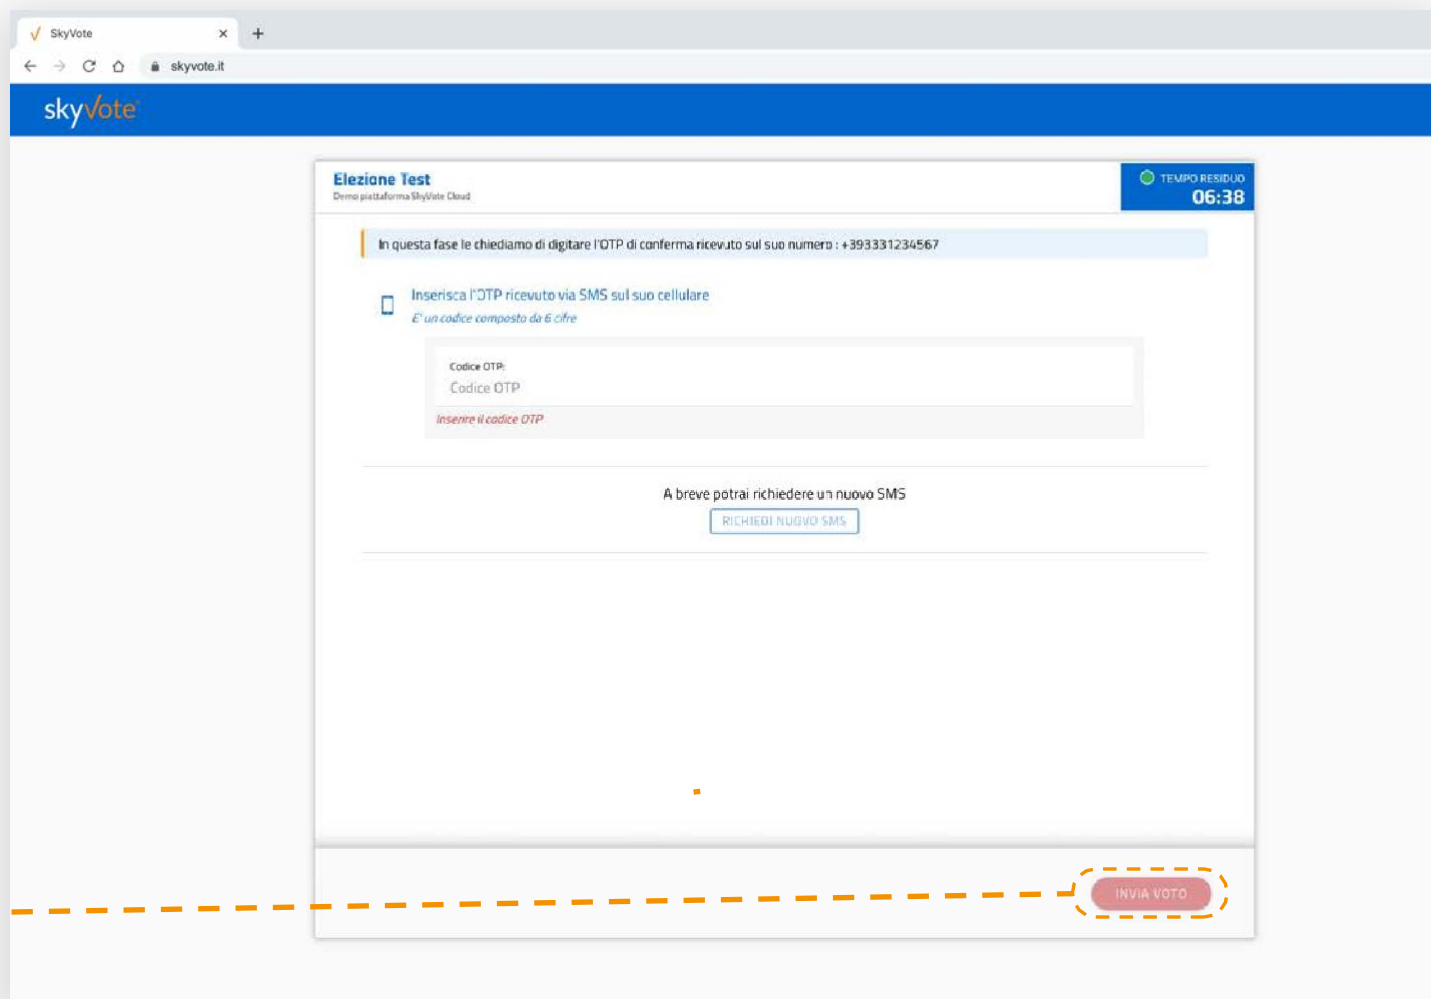 SkyVote
skyvote.it
skyvote
Elezione Test
Demo piattaforma SkyVote Cloud
TEMPO RESIDUO
06:38
In questa fase le chiediamo di digitare l'OTP di conferma ricevuto sul suo numero : +393331234567
Inserisca l'OTP ricevuto via SMS sul suo cellulare
E' un codice composto da 6 cifre
Codice OTP:
Codice OTP
Inserire il codice OTP
A breve potrai richiedere un nuovo SMS
RICHIEDI NUOVO SMS
INVIA VOTO